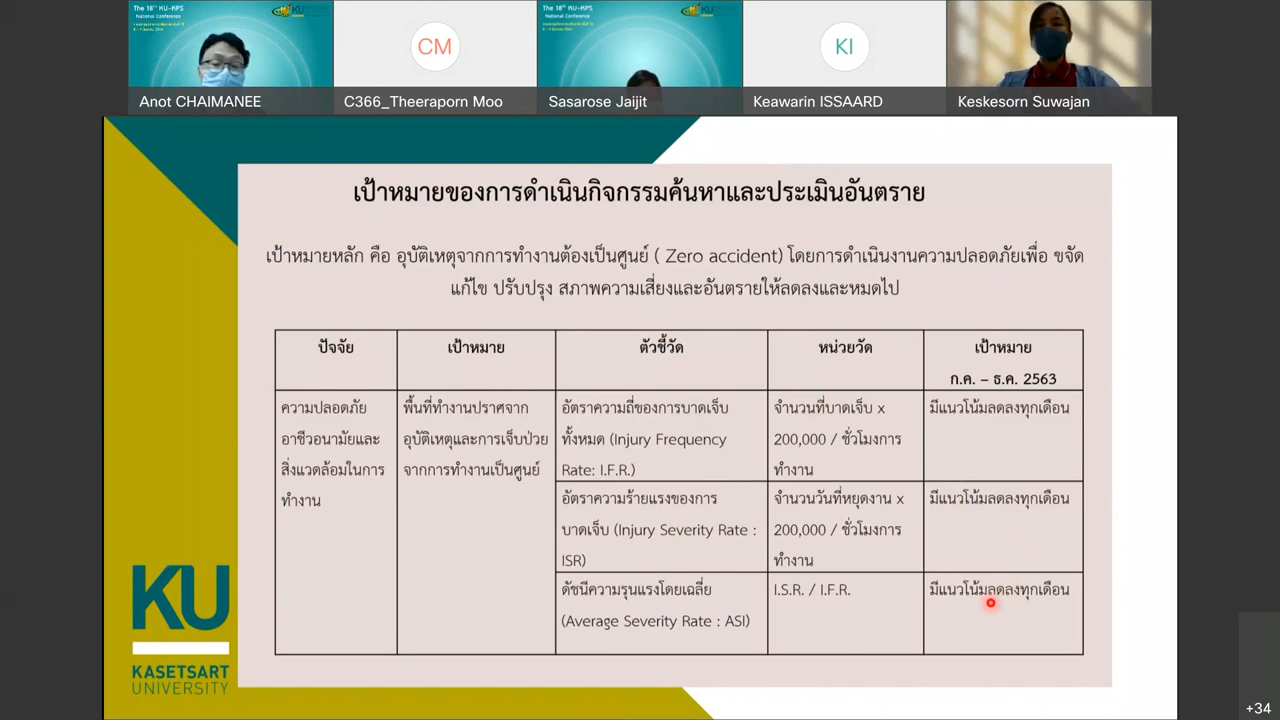 The 18th KU-KPS
National Conference
KU
The 18th KU-KPS
National Conference
KU
CM
KI
Anot CHAIMANEE
C366_Theeraporn Moo
Sasarose Jaijit
Keawarin ISSAARD
Keskesorn Suwajan
เป้าหมายของการดำเนินกิจกรรมค้นหาและประเมินอันตราย
เป้าหมายหลัก คือ อุบัติเหตุจากการทำงานต้องเป็นศูนย์ ( Zero accident) โดยการดำเนินงานความปลอดภัยเพื่อ ขจัด
แก้ไข ปรับปรุง สภาพความเสี่ยงและอันตรายให้ลดลงและหมดไป
ปัจจัย
เป้าหมาย
ตัวชี้วัด
หน่วยวัด
เป้าหมาย
ก.ค. – ธ.ค. 2563
ความปลอดภัย
อาชีวอนามัยและ
สิ่งแวดล้อมในการ
ทำงาน
พื้นที่ทำงานปราศจาก
อุบัติเหตุและการเจ็บป่วย
จากการทำงานเป็นศูนย์
อัตราความถี่ของการบาดเจ็บ
ทั้งหมด (Injury Frequency
Rate: I.F.R.)
จำนวนที่บาดเจ็บ x
200,000 / ชั่วโมงการ
ทำงาน
มีแนวโน้มลดลงทุกเดือน
อัตราความร้ายแรงของการ
บาดเจ็บ (Injury Severity Rate :
ISR)
จำนวนวันที่หยุดงาน x
200,000 / ชั่วโมงการ
ทำงาน
มีแนวโน้มลดลงทุกเดือน
ดัชนีความรุนแรงโดยเฉลี่ย
(Average Severity Rate : ASI)
I.S.R. / I.F.R.
มีแนวโน้มลดลงทุกเดือน
KU
KASETSART
UNIVERSITY
+34